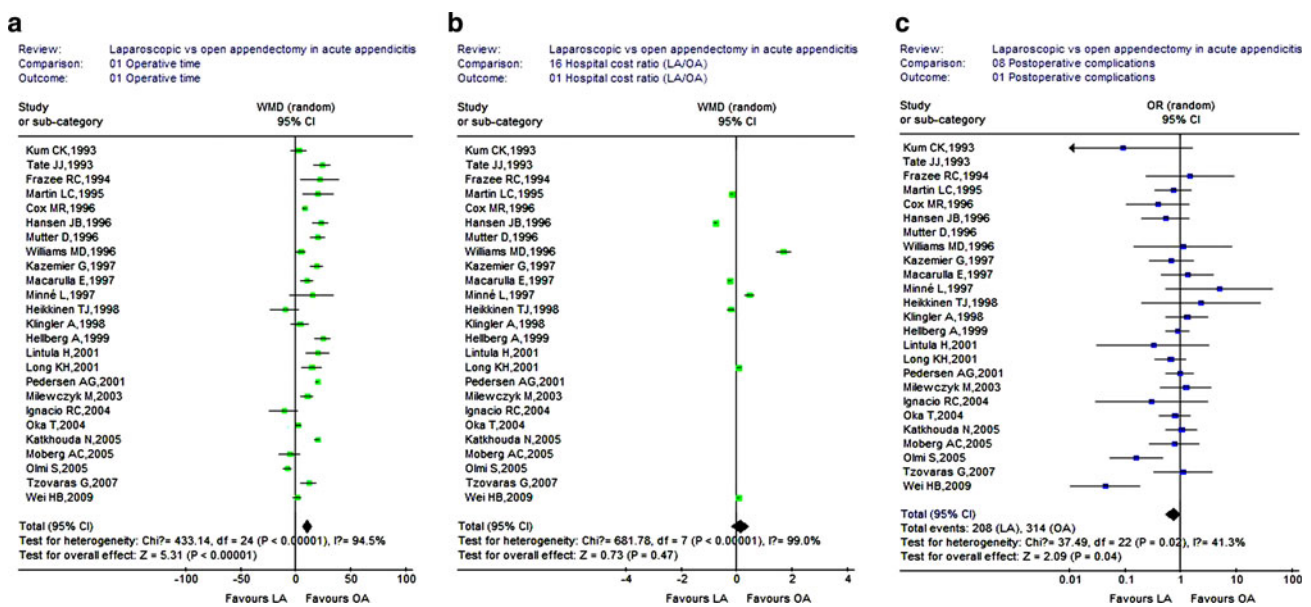 a
Review: Laparoscopic vs open appendectomy in acute appendicitis
Comparison: 01 Operative time
Outcome: 01 Operative time
Study WMD (random)
or sub-category 95% CI
Kum CK,1993
Tate JJ,1993
Frazee RC,1994
Martin LC,1995
Cox MR,1996
Hansen JB,1996
Mutter D,1996
Williams MD,1996
Kazemier G,1997
Macarulla E,1997
Minné L,1997
Heikkinen TJ,1998
Klingler A,1998
Hellberg A,1999
Lintula H,2001
Long KH,2001
Pedersen AG,2001
Milewczyk M,2003
Ignacio RC,2004
Oka T,2004
Katkhouda N,2005
Moberg AC,2005
Olmi S,2005
Tzovaras G,2007
Wei HB,2009
Total (95% CI)
Test for heterogeneity: Chi?= 433.14, df = 24 (P < 0.00001), I?= 94.5%
Test for overall effect: Z = 5.31 (P < 0.00001)
-100 -50 0 50 100
Favours LA Favours OA
b
Review: Laparoscopic vs open appendectomy in acute appendicitis
Comparison: 16 Hospital cost ratio (LA/OA)
Outcome: 01 Hospital cost ratio (LA/OA)
Study WMD (random)
or sub-category 95% CI
Kum CK,1993
Tate JJ,1993
Frazee RC,1994
Martin LC,1995
Cox MR,1996
Hansen JB,1996
Mutter D,1996
Williams MD,1996
Kazemier G,1997
Macarulla E,1997
Minné L,1997
Heikkinen TJ,1998
Klingler A,1998
Hellberg A,1999
Lintula H,2001
Long KH,2001
Pedersen AG,2001
Milewczyk M,2003
Ignacio RC,2004
Oka T,2004
Katkhouda N,2005
Moberg AC,2005
Olmi S,2005
Tzovaras G,2007
Wei HB,2009
Total (95% CI)
Test for heterogeneity: Chi?= 681.78, df = 7 (P < 0.00001), I?= 99.0%
Test for overall effect: Z = 0.73 (P = 0.47)
-4 -2 0 2 4
Favours LA Favours OA
c
Review: Laparoscopic vs open appendectomy in acute appendicitis
Comparison: 08 Postoperative complications
Outcome: 01 Postoperative complications
Study OR (random)
or sub-category 95% CI
Kum CK,1993
Tate JJ,1993
Frazee RC,1994
Martin LC,1995
Cox MR,1996
Hansen JB,1996
Mutter D,1996
Williams MD,1996
Kazemier G,1997
Macarulla E,1997
Minné L,1997
Heikkinen TJ,1998
Klingler A,1998
Hellberg A,1999
Lintula H,2001
Long KH,2001
Pedersen AG,2001
Milewczyk M,2003
Ignacio RC,2004
Oka T,2004
Katkhouda N,2005
Moberg AC,2005
Olmi S,2005
Tzovaras G,2007
Wei HB,2009
Total (95% CI)
Total events: 208 (LA), 314 (OA)
Test for heterogeneity: Chi?= 37.49, df = 22 (P = 0.02), I?= 41.3%
Test for overall effect: Z = 2.09 (P = 0.04)
0.01 0.1 1 10 100
Favours LA Favours OA